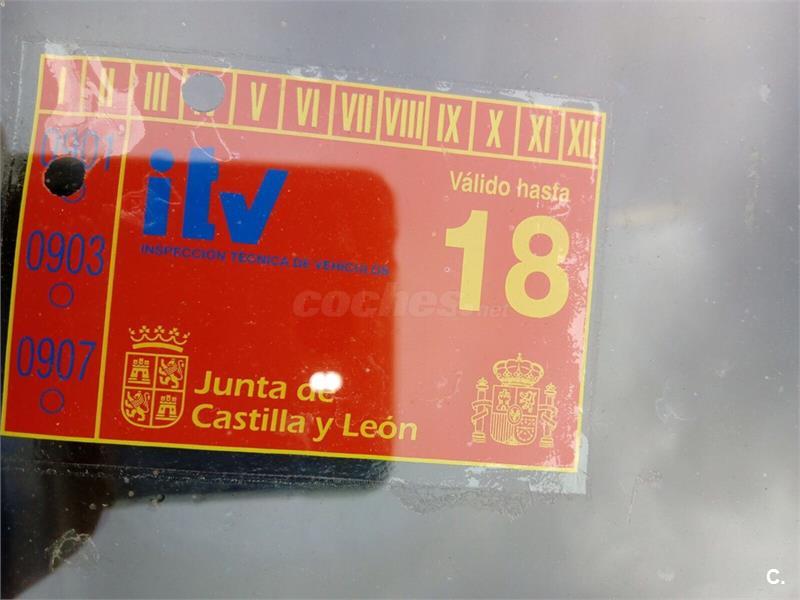 I II III V VI VII VIII IX X XI XII
0901
itv
Válido hasta
INSPECCION TECNICA DE VEHICULOS
18
0903
coches.net
0907
Junta de
Castilla y León
C.